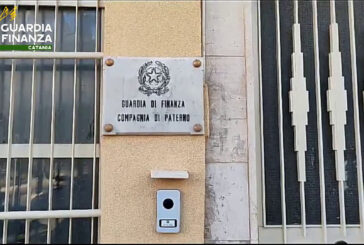 GUARDIA
FINANZA
CATANIA
GUARDIA DI FINANZA
COMPAGNIA DI PATERNO